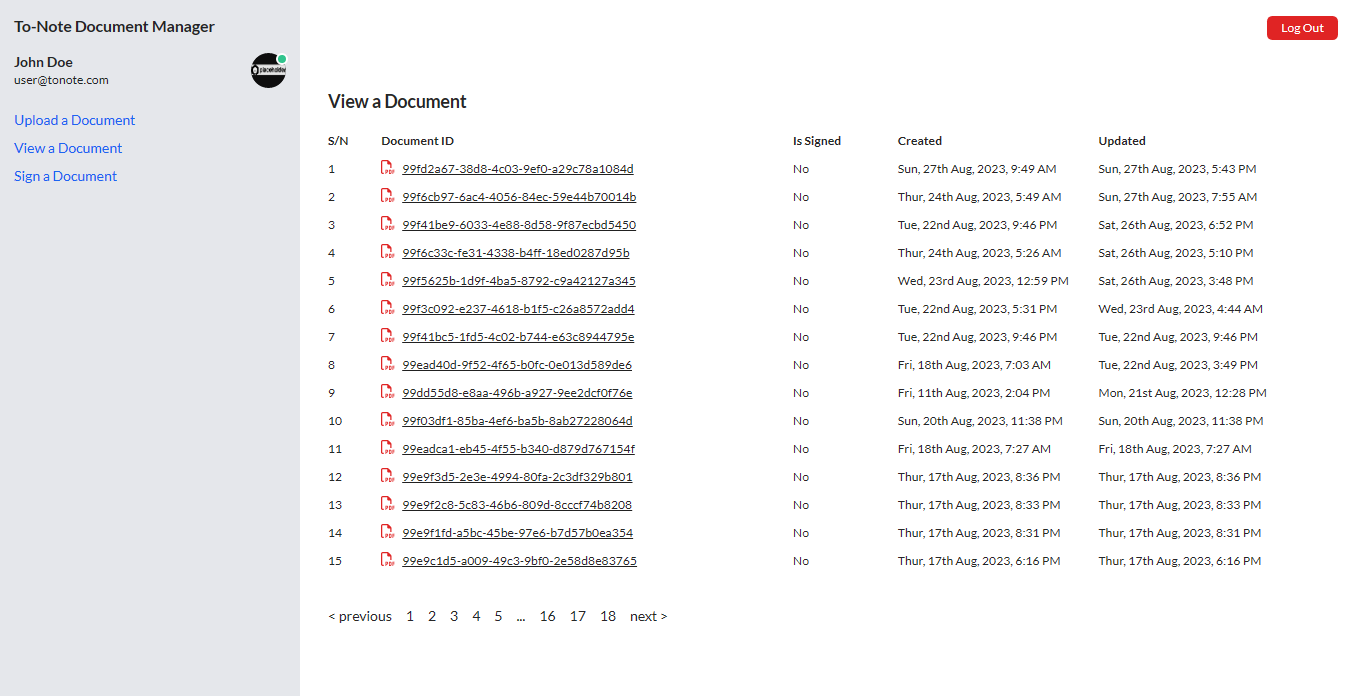 To-Note Document Manager
Log Out
John Doe
user@tonote.com
Upload a Document
View a Document
Sign a Document
View a Document
S/N Document ID Is Signed Created Updated
1 PDF 99fd2a67-38d8-4c03-9ef0-a29c78a1084d No Sun, 27th Aug, 2023, 9:49 AM Sun, 27th Aug, 2023, 5:43 PM
2 PDF 99f6cb97-6ac4-4056-84ec-59e44b70014b No Thur, 24th Aug, 2023, 5:49 AM Sun, 27th Aug, 2023, 7:55 AM
3 PDF 99f41be9-6033-4e88-8d58-9f87ecbd5450 No Tue, 22nd Aug, 2023, 9:46 PM Sat, 26th Aug, 2023, 6:52 PM
4 PDF 99f6c33c-fe31-4338-b4ff-18ed0287d95b No Thur, 24th Aug, 2023, 5:26 AM Sat, 26th Aug, 2023, 5:10 PM
5 PDF 99f5625b-1d9f-4ba5-8792-c9a42127a345 No Wed, 23rd Aug, 2023, 12:59 PM Sat, 26th Aug, 2023, 3:48 PM
6 PDF 99f3c092-e237-4618-b1f5-c26a8572add4 No Tue, 22nd Aug, 2023, 5:31 PM Wed, 23rd Aug, 2023, 4:44 AM
7 PDF 99f41bc5-1fd5-4c02-b744-e63c8944795e No Tue, 22nd Aug, 2023, 9:46 PM Tue, 22nd Aug, 2023, 9:46 PM
8 PDF 99ead40d-9f52-4f65-b0fc-0e013d589de6 No Fri, 18th Aug, 2023, 7:03 AM Tue, 22nd Aug, 2023, 3:49 PM
9 PDF 99dd55d8-e8aa-496b-a927-9ee2dcf0f76e No Fri, 11th Aug, 2023, 2:04 PM Mon, 21st Aug, 2023, 12:28 PM
10 PDF 99f03df1-85ba-4ef6-ba5b-8ab27228064d No Sun, 20th Aug, 2023, 11:38 PM Sun, 20th Aug, 2023, 11:38 PM
11 PDF 99eadca1-eb45-4f55-b340-d879d767154f No Fri, 18th Aug, 2023, 7:27 AM Fri, 18th Aug, 2023, 7:27 AM
12 PDF 99e9f3d5-2e3e-4994-80fa-2c3df329b801 No Thur, 17th Aug, 2023, 8:36 PM Thur, 17th Aug, 2023, 8:36 PM
13 PDF 99e9f2c8-5c83-46b6-809d-8cccf74b8208 No Thur, 17th Aug, 2023, 8:33 PM Thur, 17th Aug, 2023, 8:33 PM
14 PDF 99e9f1fd-a5bc-45be-97e6-b7d57b0ea354 No Thur, 17th Aug, 2023, 8:31 PM Thur, 17th Aug, 2023, 8:31 PM
15 PDF 99e9c1d5-a009-49c3-9bf0-2e58d8e83765 No Thur, 17th Aug, 2023, 6:16 PM Thur, 17th Aug, 2023, 6:16 PM
< previous 1 2 3 4 5 ... 16 17 18 next >